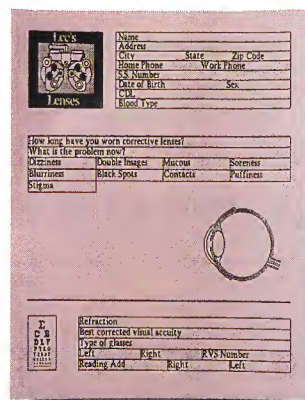 Lee's
Lenses
Name
Address
City State Zip Code
Home Phone Work Phone
S.S. Number
Date of Birth Sex
CDL
Blood Type
How long have you worn corrective lenses?
What is the problem now?
Dizziness Double Images Mucous Soreness
Blurriness Black Spots Contacts Puffiness
Stigma
E
C B
D L F
Refraction
Best corrected visual accuity
Type of glasses
Left Right RVS Number
Reading Add Right Left